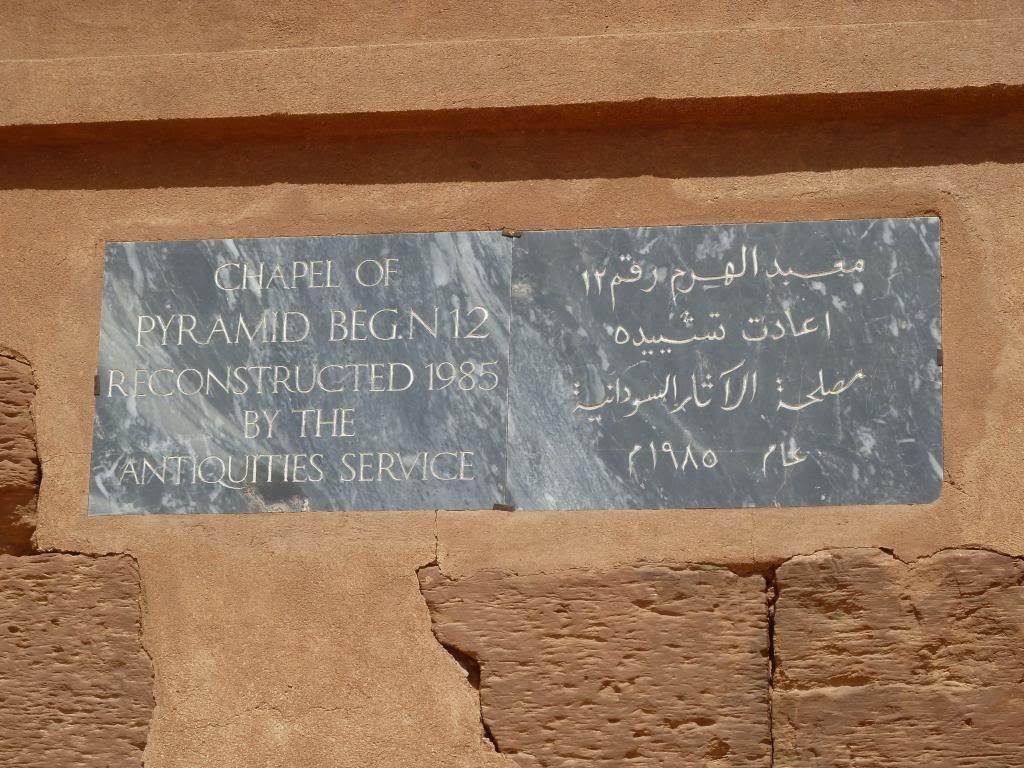 CHAPEL OF
PYRAMID BEG.N 12
RECONSTRUCTED 1985
BY THE
ANTIQUITIES SERVICE
معبد الهرم رقم ١٢
اعادت تشييده
مصلحة الآثار السودانية
عام ١٩٨٥م